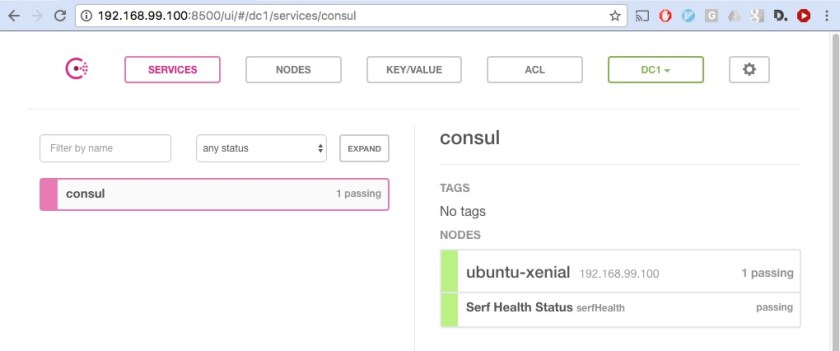 192.168.99.100:8500/ui/#/dc1/services/consul
SERVICES NODES KEY/VALUE ACL DC1
Filter by name any status EXPAND
consul 1 passing
consul
TAGS
No tags
NODES
ubuntu-xenial 192.168.99.100 1 passing
Serf Health Status serfHealth passing